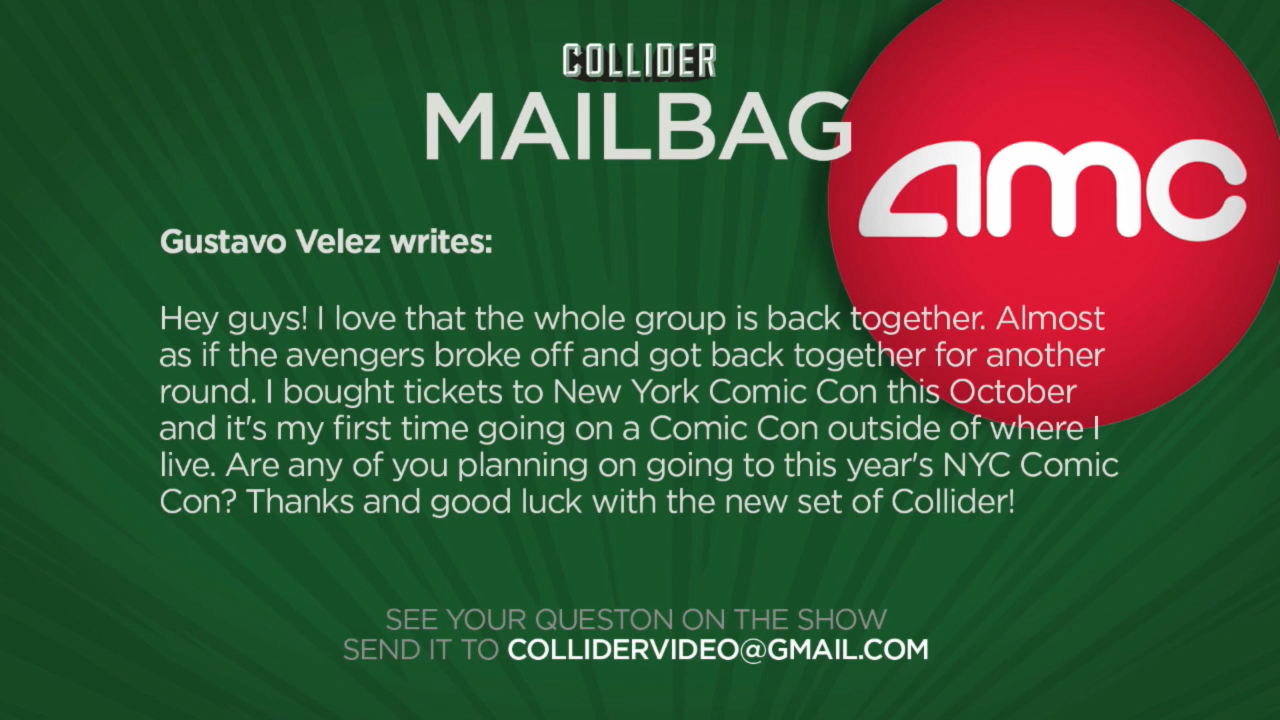 COLLIDER
MAILBAG
amc
Gustavo Velez writes:
Hey guys! I love that the whole group is back together. Almost
as if the avengers broke off and got back together for another
round. I bought tickets to New York Comic Con this October
and it's my first time going on a Comic Con outside of where I
live. Are any of you planning on going to this year's NYC Comic
Con? Thanks and good luck with the new set of Collider!
SEE YOUR QUESTON ON THE SHOW
SEND IT TO COLLIDERVIDEO@GMAIL.COM